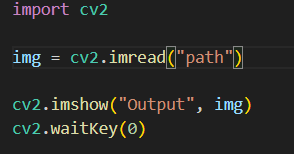 import cv2
img = cv2.imread("path")
cv2.imshow("Output", img)
cv2.waitKey(0)